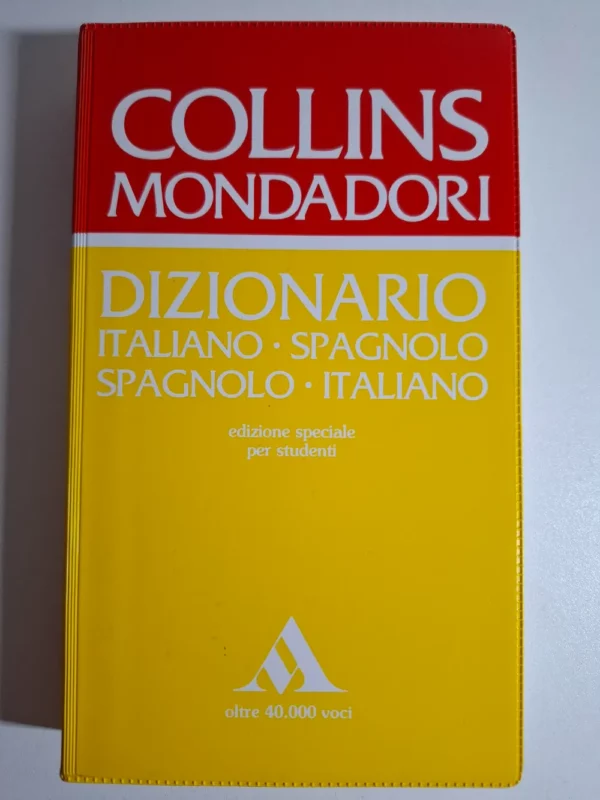 COLLINS
MONDADORI
DIZIONARIO
ITALIANO · SPAGNOLO
SPAGNOLO · ITALIANO
edizione speciale
per studenti
oltre 40.000 voci